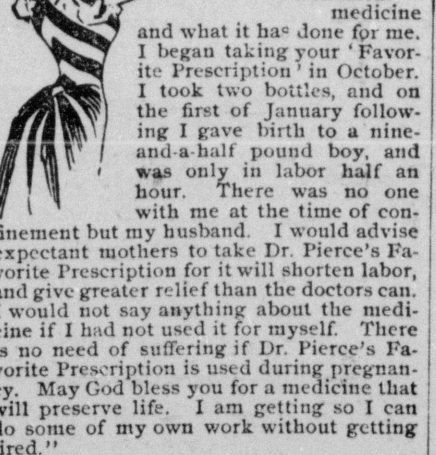 medicine
and what it has done for me.
I began taking your ‘Favor-
ite Prescription’ in October.
I took two bottles, and on
the first of January follow-
ing I gave birth to a nine-
and-a-half pound boy, and
was only in labor half an
hour. There was no one
with me at the time of con-
finement but my husband. I would advise
expectant mothers to take Dr. Pierce's Fa-
vorite Prescription for it will shorten labor,
and give greater relief than the doctors can.
I would not say anything about the medi-
cine if I had not used it for myself. There
is no need of suffering if Dr. Pierce's Fa-
vorite Prescription is used during pregnan-
cy. May God bless you for a medicine that
will preserve life. I am getting so I can
do some of my own work without getting
tired.”